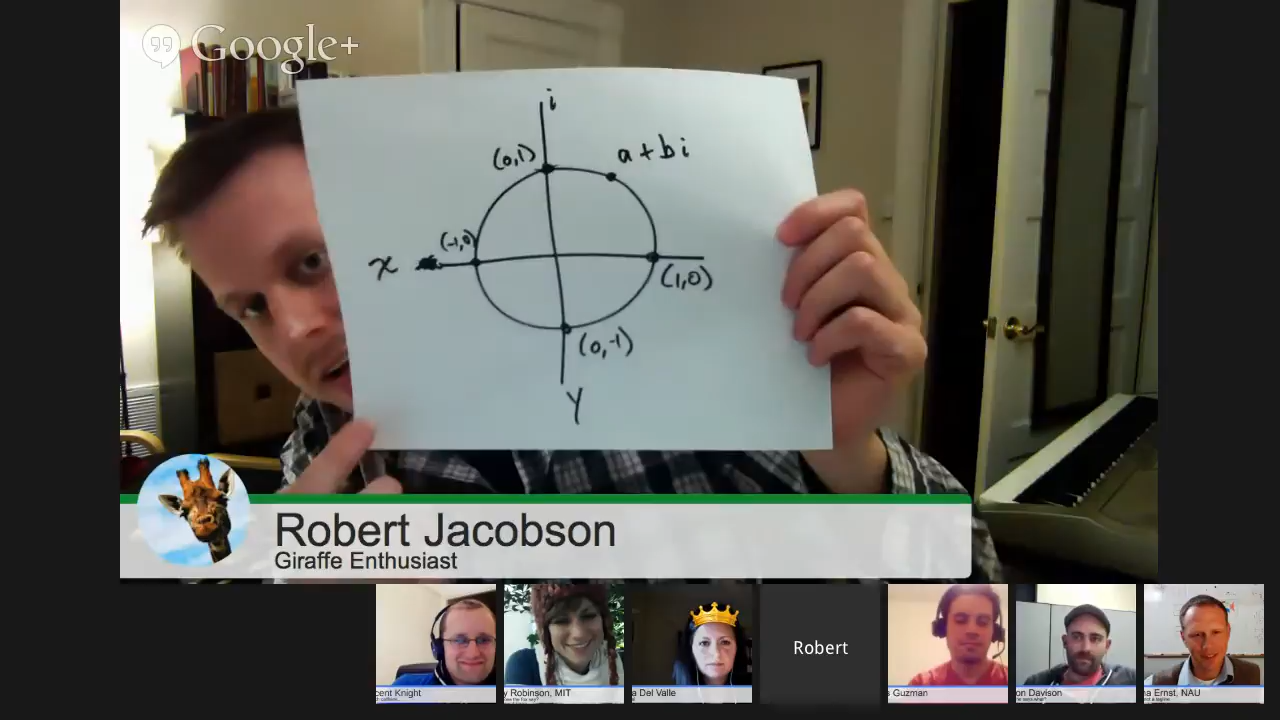 Google+
i
(0,1)
a + b i
(-1,0)
x
(1,0)
(0,-1)
y
Robert Jacobson
Giraffe Enthusiast
Robert
cent Knight
y Robinson, MIT
a Del Valle
s Guzman
on Davison
na Ernst, NAU